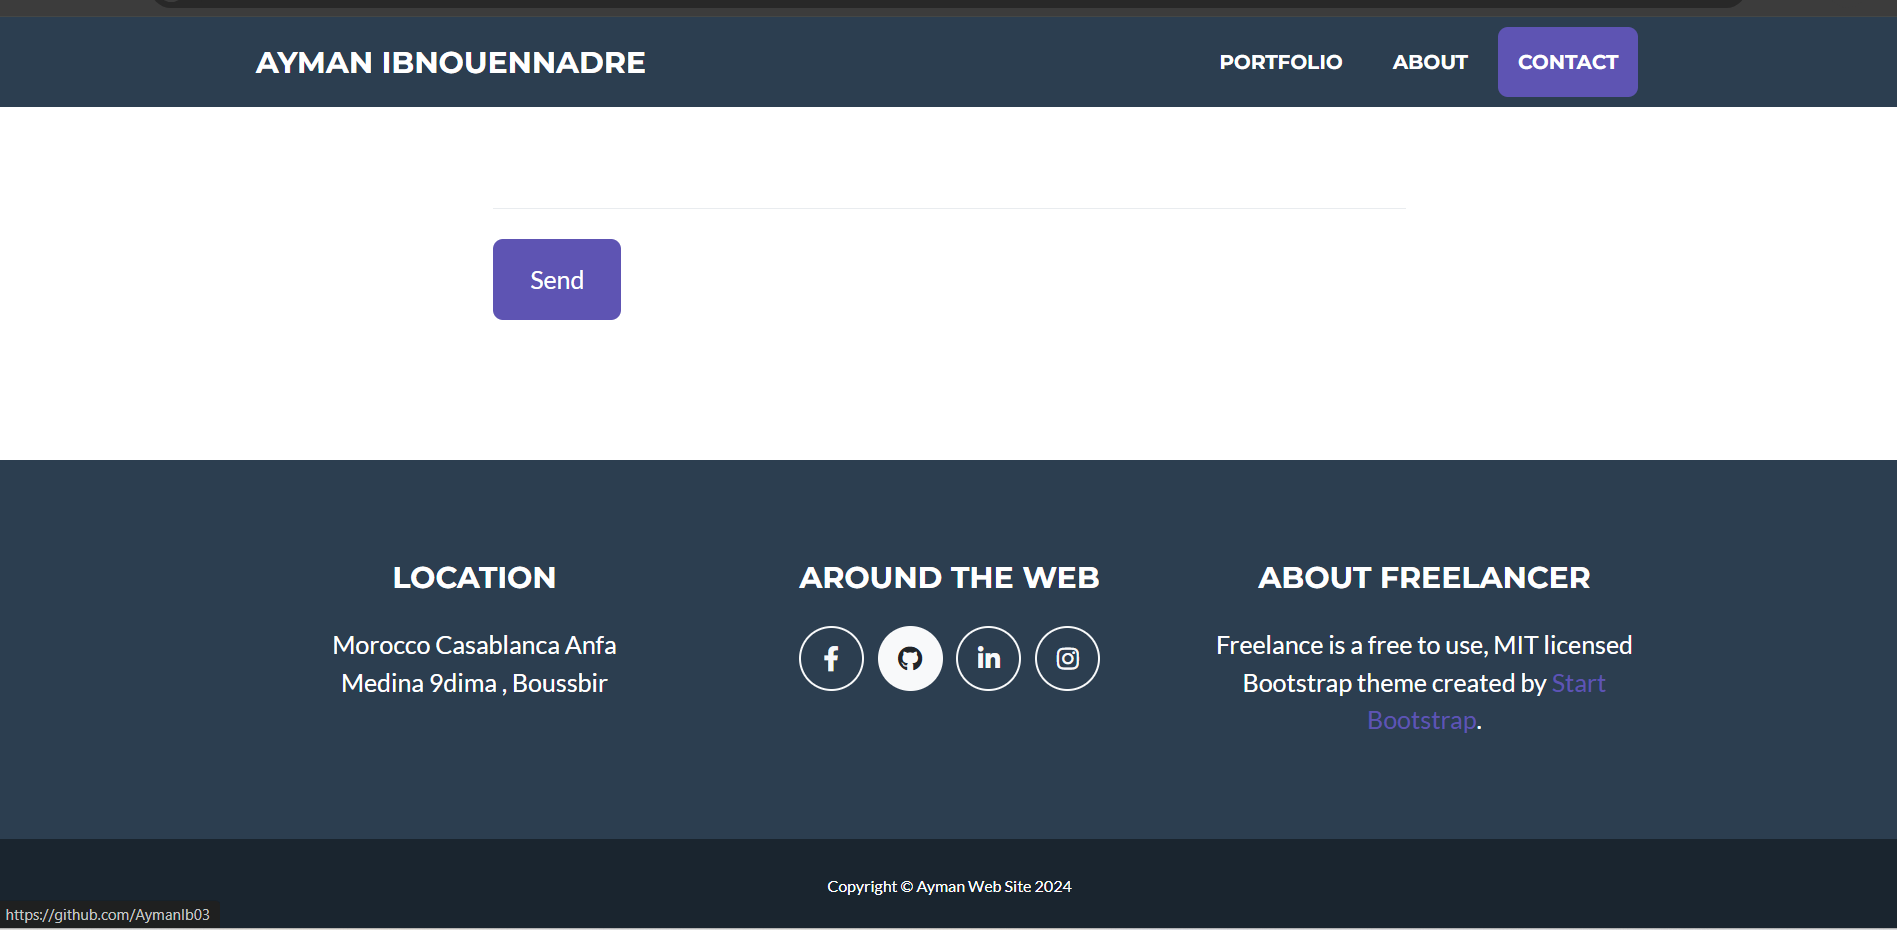 AYMAN IBNOUENNADRE
PORTFOLIO
ABOUT
CONTACT
Send
LOCATION
Morocco Casablanca Anfa
Medina 9dima , Boussbir
AROUND THE WEB
ABOUT FREELANCER
Freelance is a free to use, MIT licensed
Bootstrap theme created by Start
Bootstrap.
Copyright © Ayman Web Site 2024
https://github.com/AymanIb03